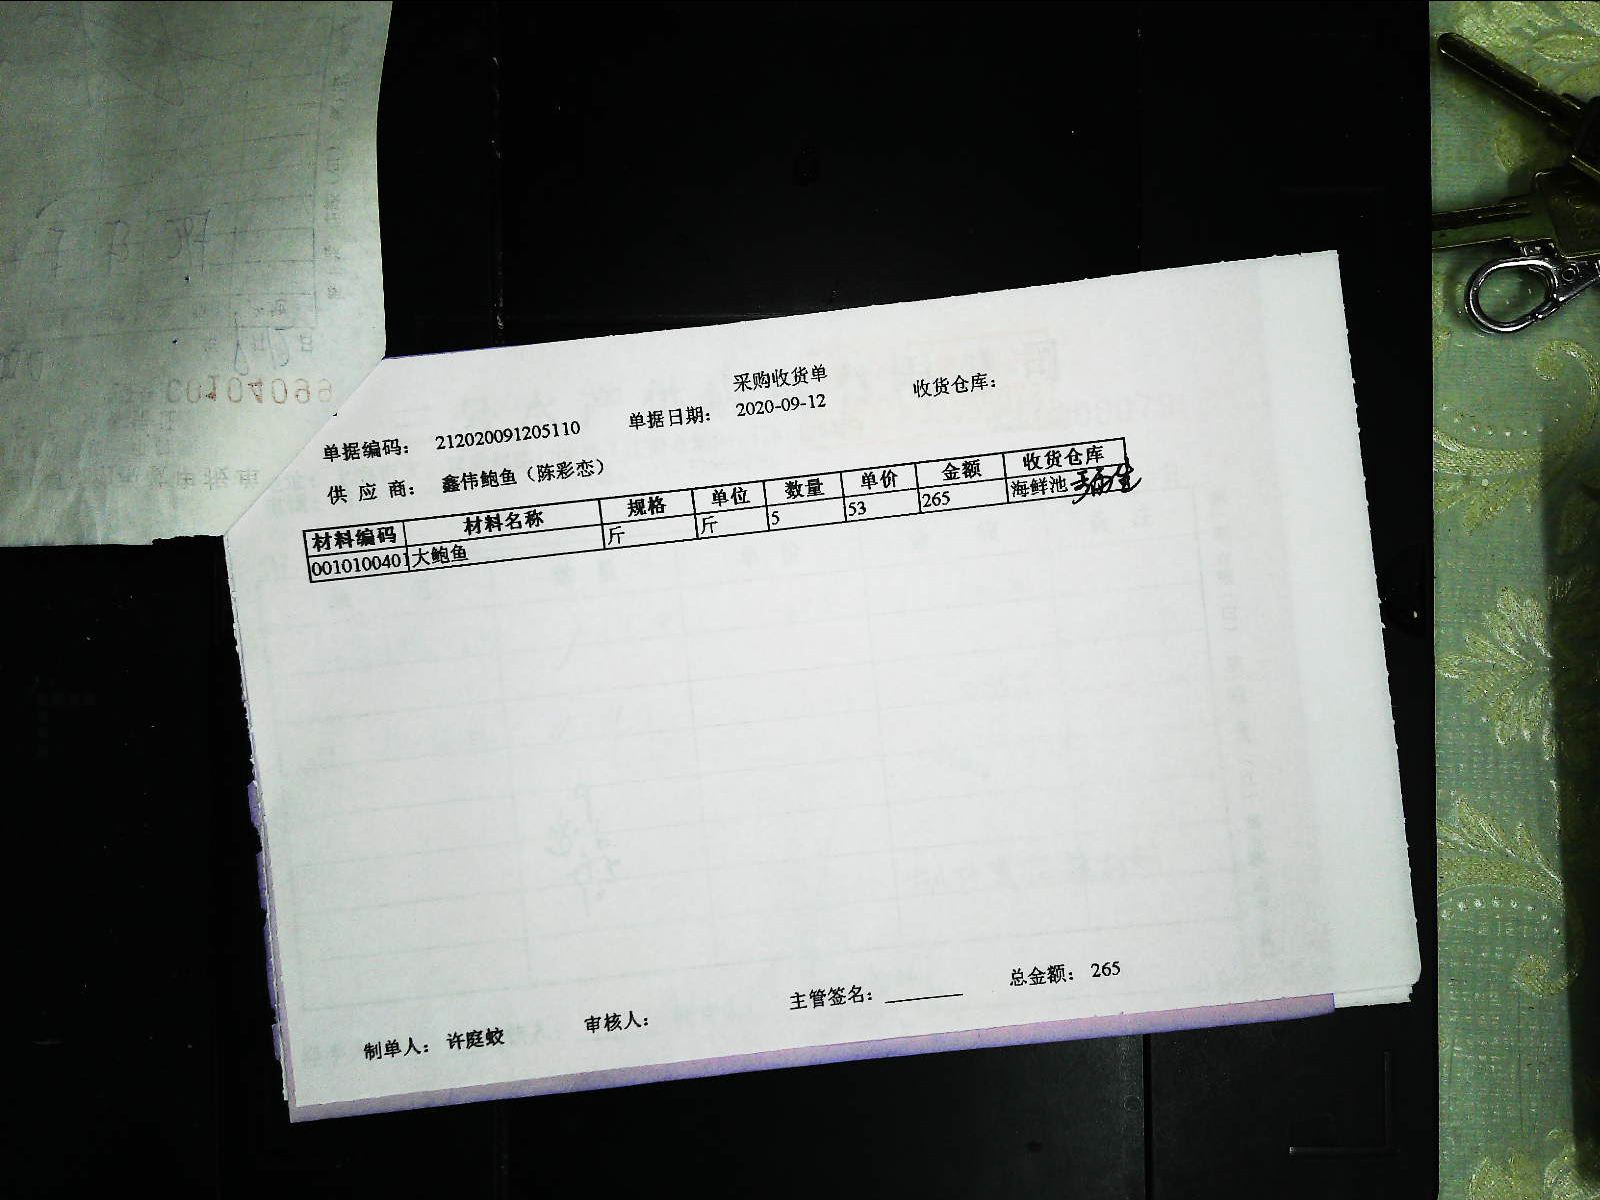 采购收货单
单据编码： 212020091205110 单据日期： 2020-09-12 收货仓库：
供 应 商： 鑫伟鲍鱼（陈彩恋）
材料编码 材料名称 规格 单位 数量 单价 金额 收货仓库
0010100401 大鲍鱼 斤 斤 5 53 265 海鲜池
制单人： 许庭蛟 审核人： 主管签名： 总金额： 265